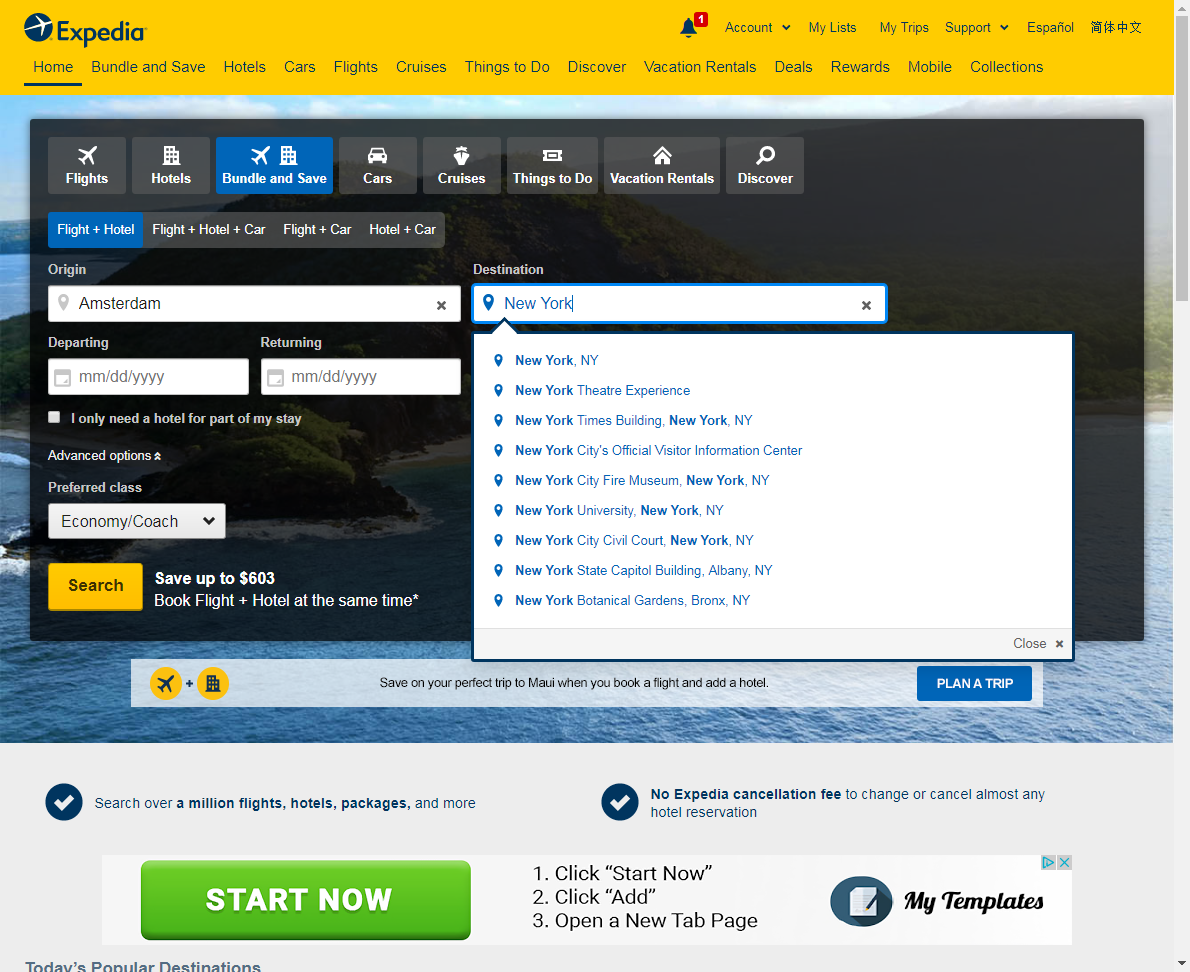 Expedia
1
Account
My Lists
My Trips
Support
Español
简体中文
Home
Bundle and Save
Hotels
Cars
Flights
Cruises
Things to Do
Discover
Vacation Rentals
Deals
Rewards
Mobile
Collections
Flights
Hotels
Bundle and Save
Cars
Cruises
Things to Do
Vacation Rentals
Discover
Flight + Hotel
Flight + Hotel + Car
Flight + Car
Hotel + Car
Origin
Destination
Amsterdam
New York
Departing
Returning
mm/dd/yyyy
mm/dd/yyyy
I only need a hotel for part of my stay
Advanced options
Preferred class
Economy/Coach
Search
Save up to $603
Book Flight + Hotel at the same time*
New York, NY
New York Theatre Experience
New York Times Building, New York, NY
New York City's Official Visitor Information Center
New York City Fire Museum, New York, NY
New York University, New York, NY
New York City Civil Court, New York, NY
New York State Capitol Building, Albany, NY
New York Botanical Gardens, Bronx, NY
Close
+
Save on your perfect trip to Maui when you book a flight and add a hotel.
PLAN A TRIP
Search over a million flights, hotels, packages, and more
No Expedia cancellation fee to change or cancel almost any
hotel reservation
START NOW
1. Click “Start Now”
2. Click “Add”
3. Open a New Tab Page
My Templates
Today's Popular Destinations